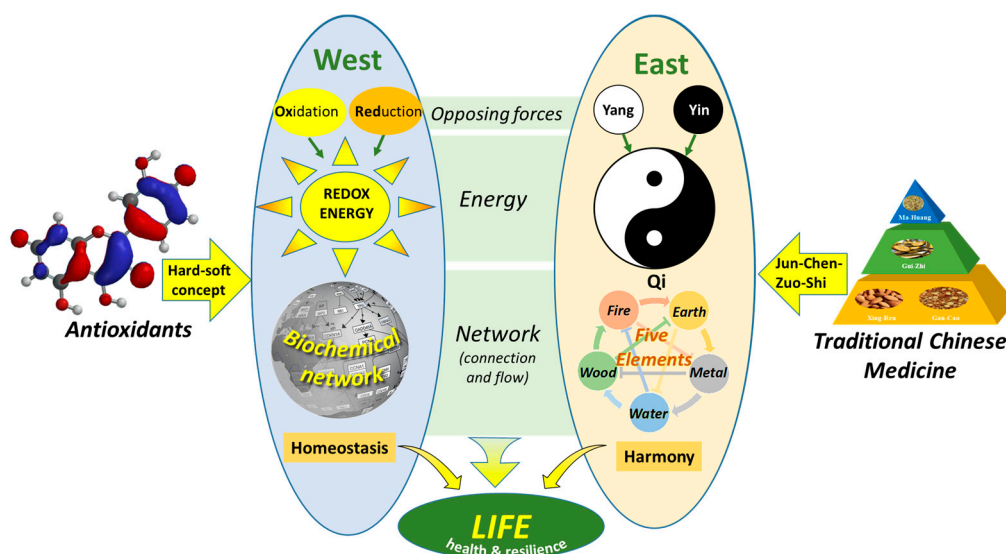 West
East
Oxidation
Reduction
Opposing forces
Yang
Yin
REDOX
ENERGY
Energy
Qi
Hard-soft
concept
Antioxidants
Jun-Chen-
Zuo-Shi
Ma-Huang
Gui-Zhi
Xing-Ren
Gan-Cao
Traditional Chinese
Medicine
Biochemical
network
Network
(connection
and flow)
Fire
Earth
Five
Elements
Wood
Metal
Water
Homeostasis
Harmony
LIFE
health & resilience